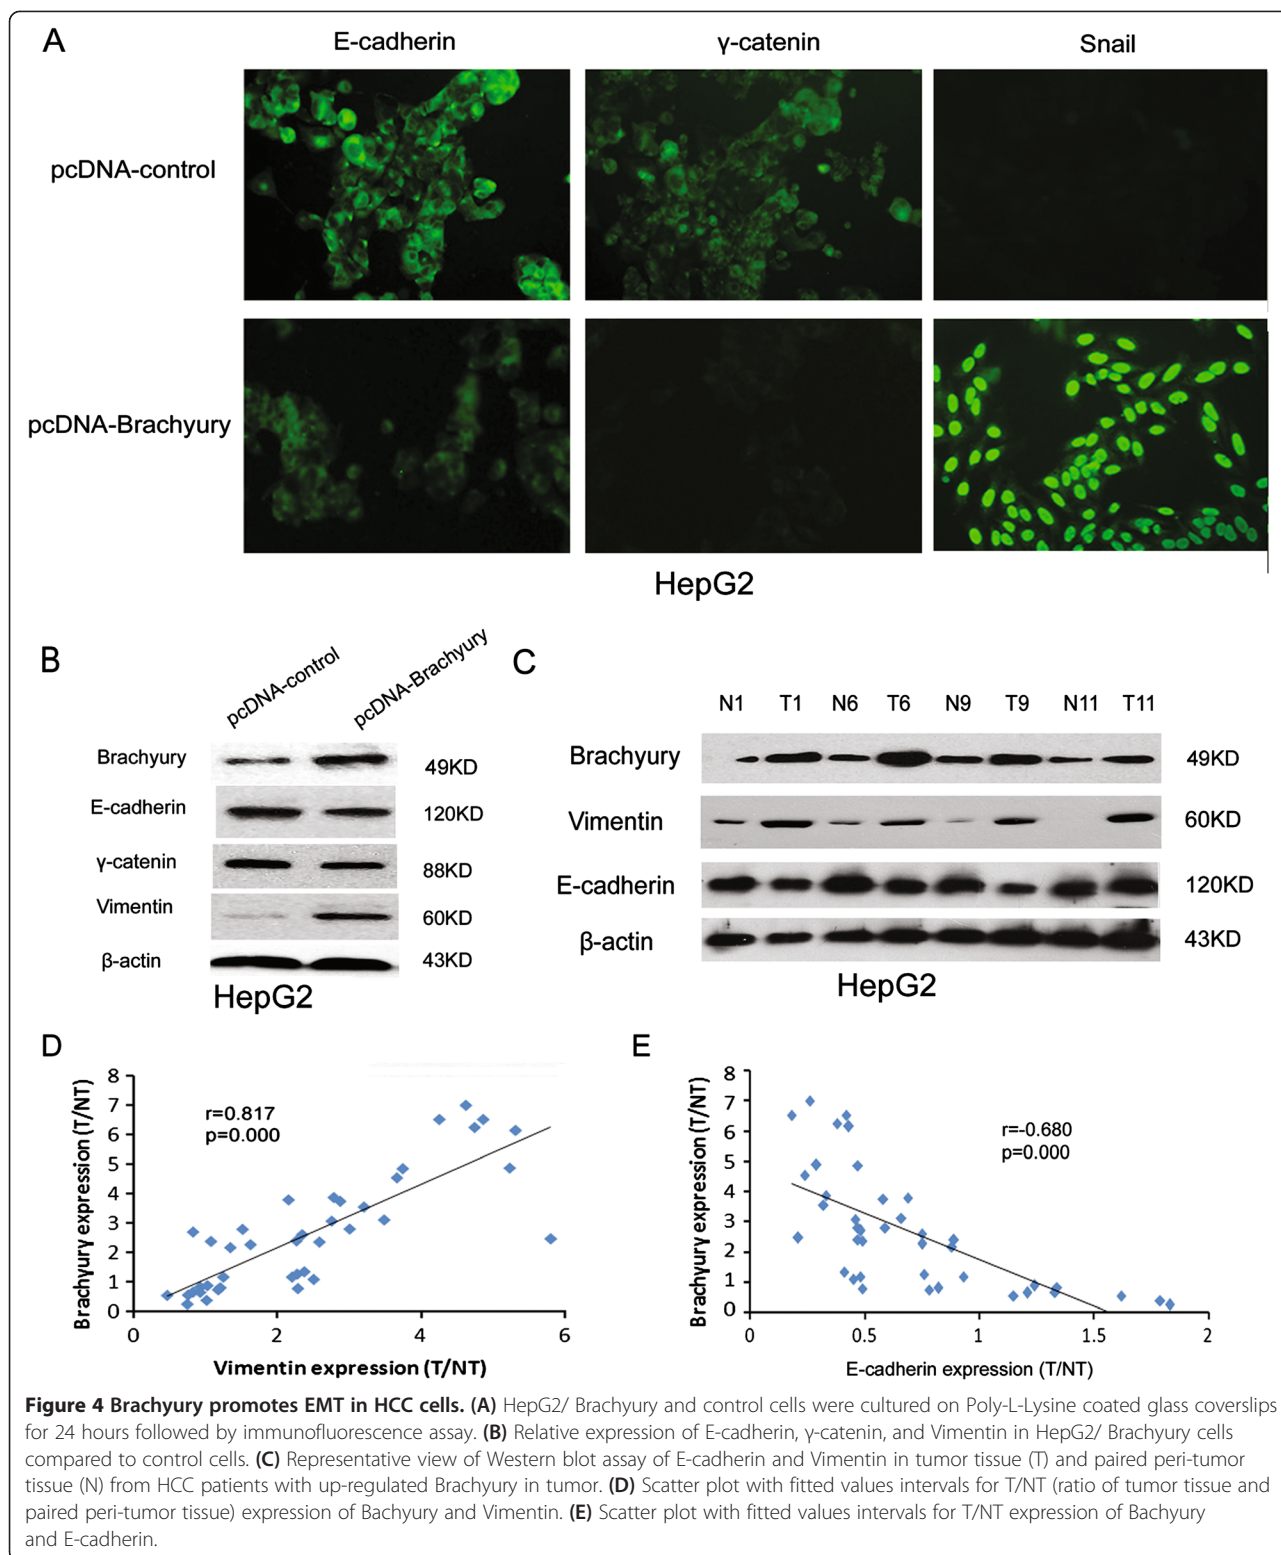 A
E-cadherin
γ-catenin
Snail
pcDNA-control
pcDNA-Brachyury
HepG2
B
pcDNA-control
pcDNA-Brachyury
Brachyury
49KD
E-cadherin
120KD
γ-catenin
88KD
Vimentin
60KD
β-actin
43KD
HepG2
C
N1 T1 N6 T6 N9 T9 N11 T11
Brachyury
49KD
Vimentin
60KD
E-cadherin
120KD
β-actin
43KD
HepG2
D
Brachyury expression (T/NT)
8
7
6
5
4
3
2
1
0
r=0.817
p=0.000
0 2 4 6
Vimentin expression (T/NT)
E
Brachyury expression (T/NT)
8
7
6
5
4
3
2
1
0
r=-0.680
p=0.000
0 0.5 1 1.5 2
E-cadherin expression (T/NT)
Figure 4 Brachyury promotes EMT in HCC cells. (A) HepG2/ Brachyury and control cells were cultured on Poly-L-Lysine coated glass coverslips
for 24 hours followed by immunofluorescence assay. (B) Relative expression of E-cadherin, γ-catenin, and Vimentin in HepG2/ Brachyury cells
compared to control cells. (C) Representative view of Western blot assay of E-cadherin and Vimentin in tumor tissue (T) and paired peri-tumor
tissue (N) from HCC patients with up-regulated Brachyury in tumor. (D) Scatter plot with fitted values intervals for T/NT (ratio of tumor tissue and
paired peri-tumor tissue) expression of Bachyury and Vimentin. (E) Scatter plot with fitted values intervals for T/NT expression of Bachyury
and E-cadherin.